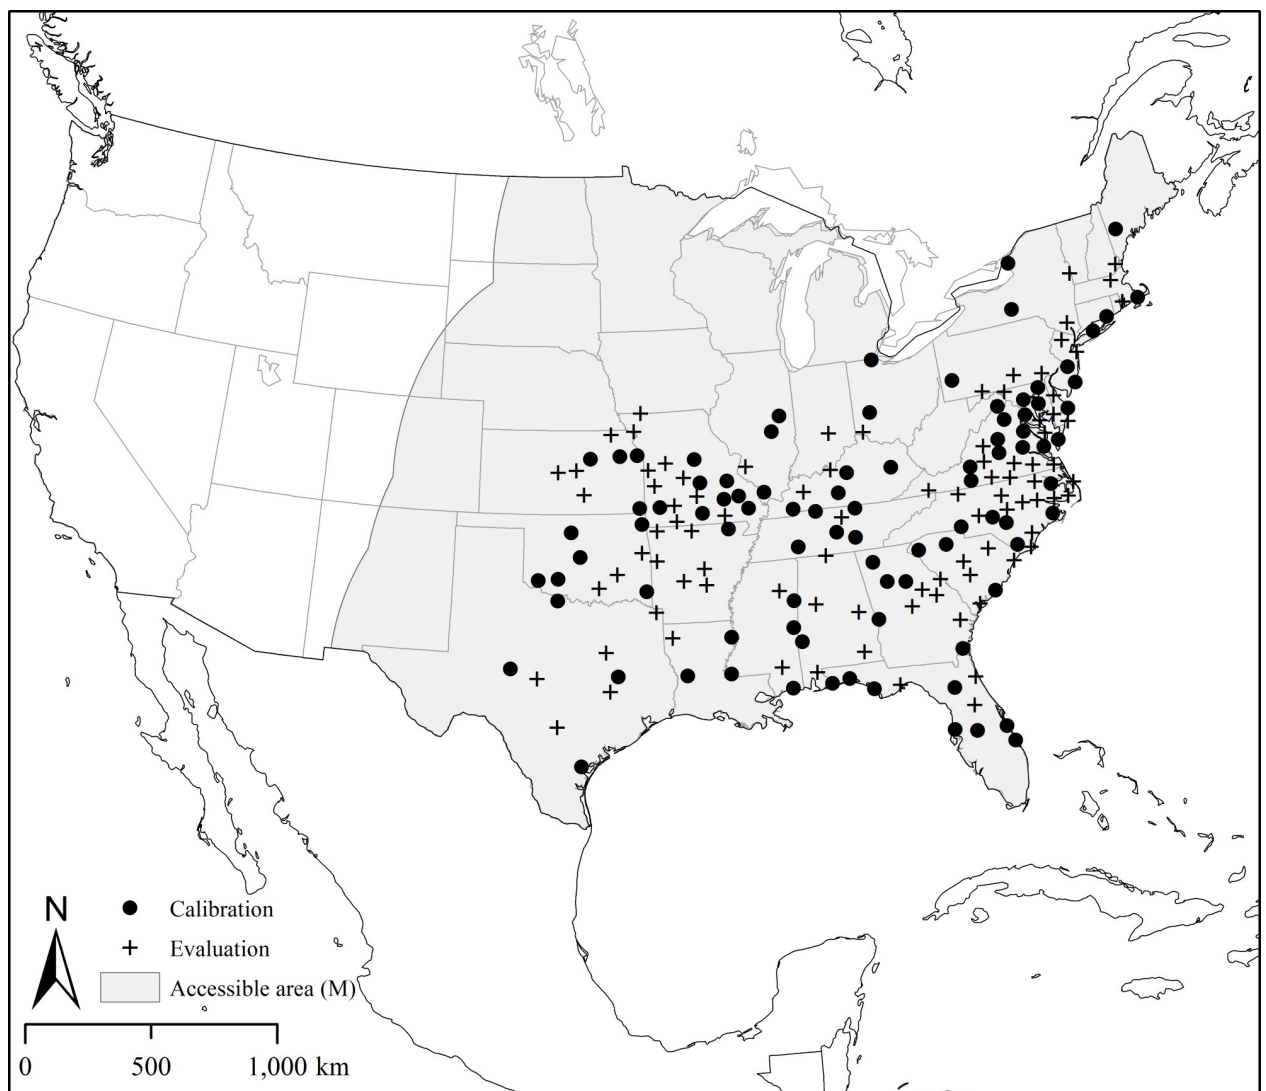 N
Calibration
Evaluation
Accessible area (M)
0 500 1,000 km